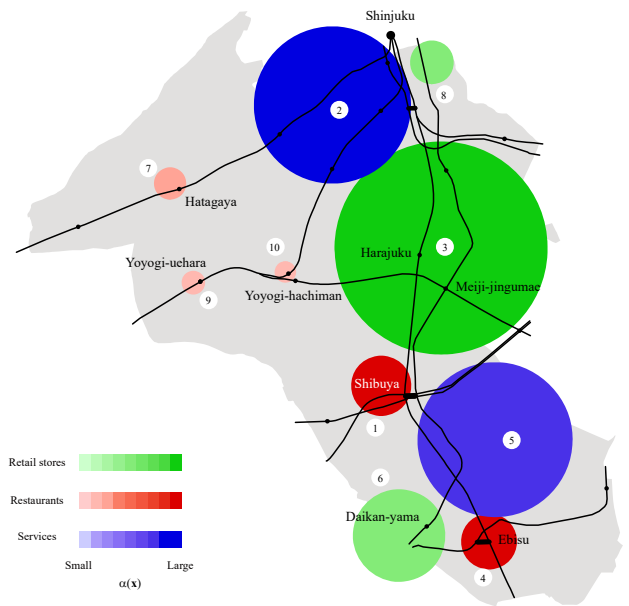 Shinjuku
8
2
7
Hatagaya
10
Harajuku
3
Yoyogi-uehara
Meiji-jingumae
Yoyogi-hachiman
9
Shibuya
1
5
Retail stores
6
Restaurants
Daikan-yama
Services
Ebisu
Small
Large
4
α(x)